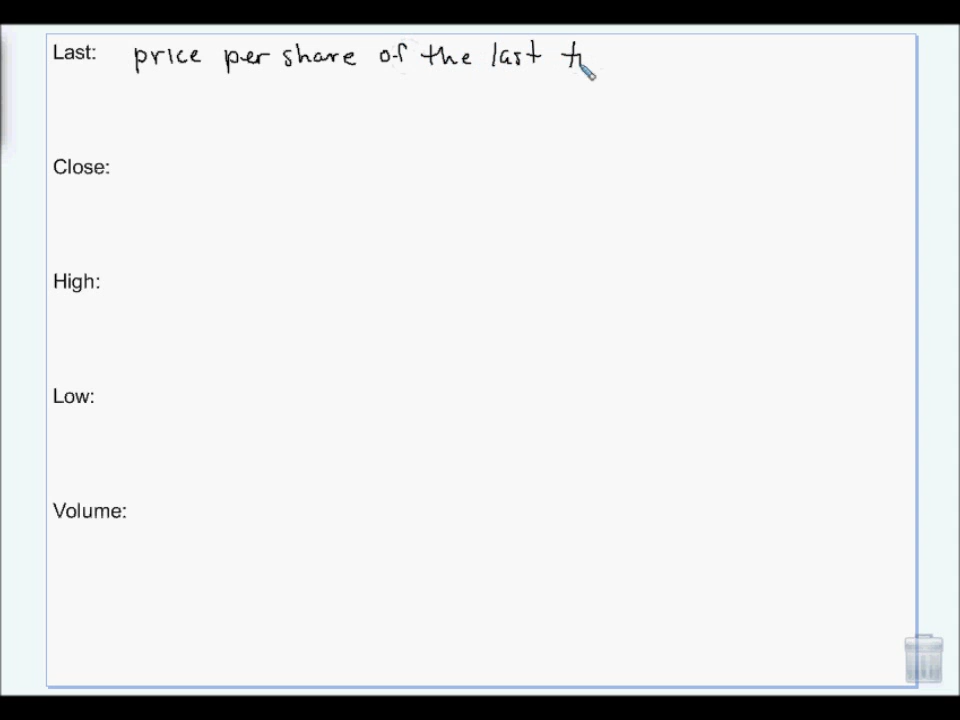 Last: price per share of the last
Close:
High:
Low:
Volume: